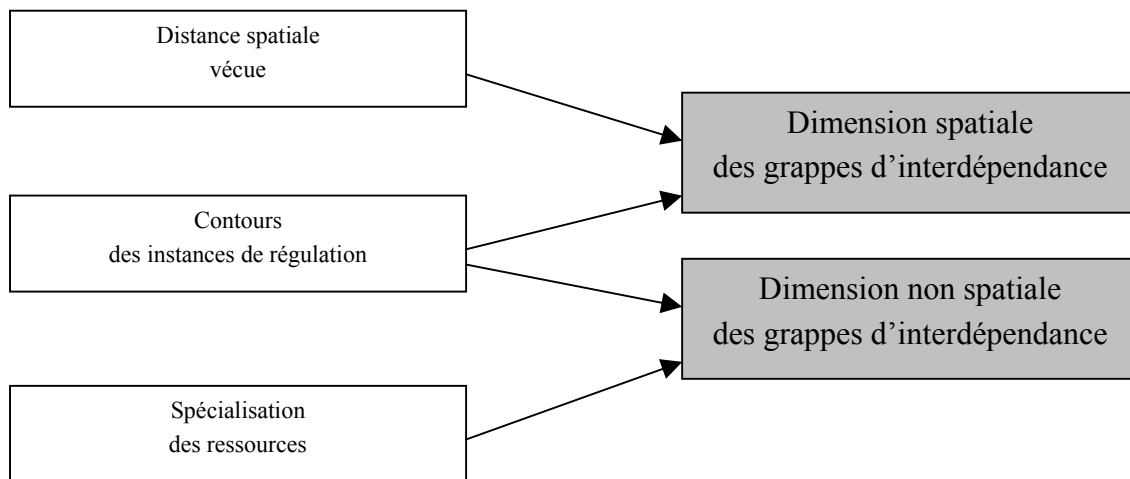 Distance spatiale
vécue
Dimension spatiale
des grappes d’interdépendance
Contours
des instances de régulation
Dimension non spatiale
des grappes d’interdépendance
Spécialisation
des ressources